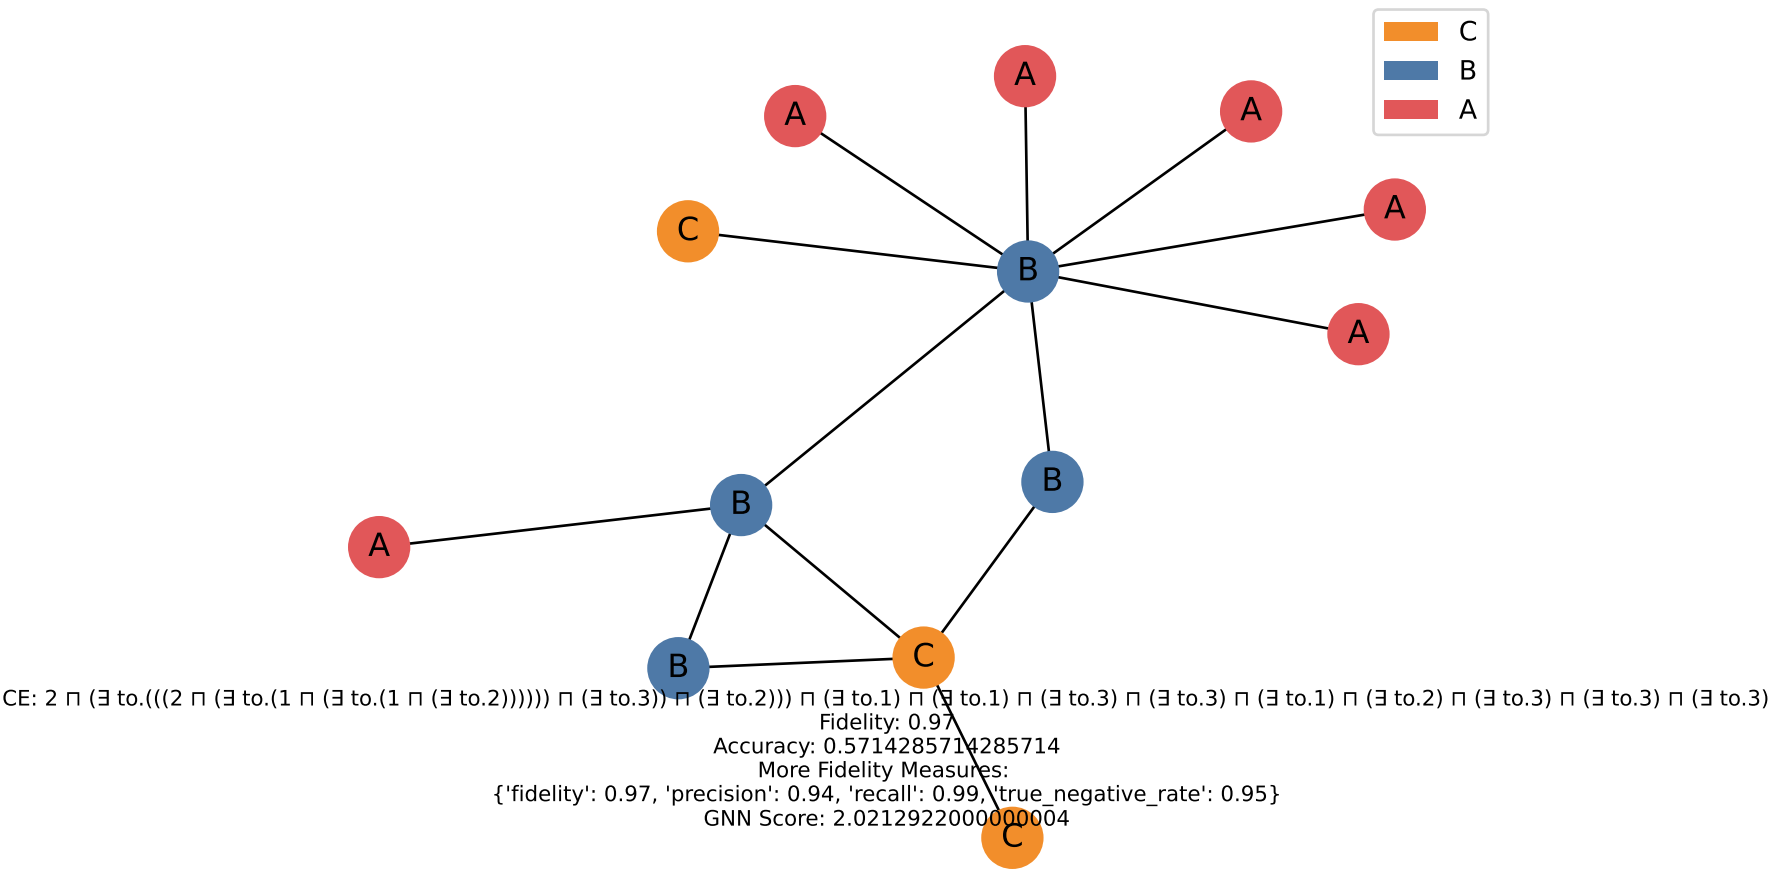 C
B
A
A
A
A
A
C
B
A
B
B
A
B
C
CE: 2 ⊓ (∃ to.(((2 ⊓ (∃ to.(1 ⊓ (∃ to.(1 ⊓ (∃ to.2)))))) ⊓ (∃ to.3)) ⊓ (∃ to.2))) ⊓ (∃ to.1) ⊓ (∃ to.1) ⊓ (∃ to.3) ⊓ (∃ to.3) ⊓ (∃ to.1) ⊓ (∃ to.2) ⊓ (∃ to.3) ⊓ (∃ to.3) ⊓ (∃ to.3)
Fidelity: 0.97
Accuracy: 0.5714285714285714
More Fidelity Measures:
{'fidelity': 0.97, 'precision': 0.94, 'recall': 0.99, 'true_negative_rate': 0.95}
GNN Score: 2.0212922000000004
C